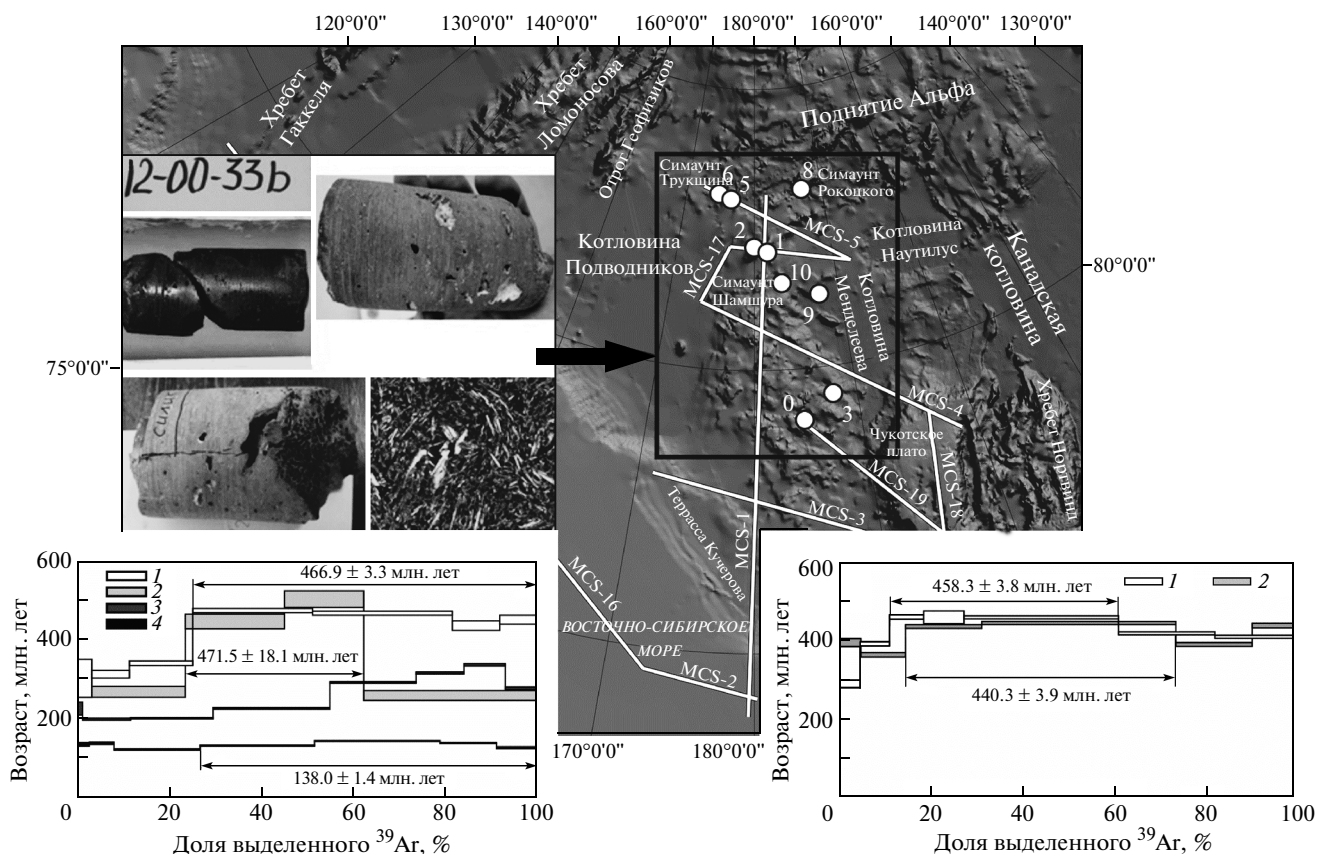 120°0'0" 130°0'0" 140°0'0" 160°0'0" 180°0'0" 160°0'0" 140°0'0" 130°0'0"
Хребет
Гаккеля
Хребет
Ломоносова
Отрог Геофизиков
Поднятие Альфа
12-00-33b
Симаунт
Трукшина
6
5
8
Симаунт
Рокоцкого
MCS-5
Котловина
Наутилус
Котловина
Подводников
MCS-17
2
1
10
Симаунт
Шамшура
9
Котловина
Менделеева
Канадская
котловина
80°0'0"
75°0'0"
MCS-4
0
3
Чукотское
плато
Хребет Нортвинд
MCS-19
MCS-18
MCS-3
MCS-1
Терраса Кучерова
MCS-16
ВОСТОЧНО-СИБИРСКОЕ
МОРЕ
MCS-2
170°0'0" 180°0'0"
Возраст, млн. лет
600
400
200
0 20 40 60 80 100
1
2
3
4
466.9 ± 3.3 млн. лет
471.5 ± 18.1 млн. лет
138.0 ± 1.4 млн. лет
Доля выделенного ³⁹Ar, %
Возраст, млн. лет
600
400
200
0 20 40 60 80 100
458.3 ± 3.8 млн. лет
1 2
440.3 ± 3.9 млн. лет
Доля выделенного ³⁹Ar, %